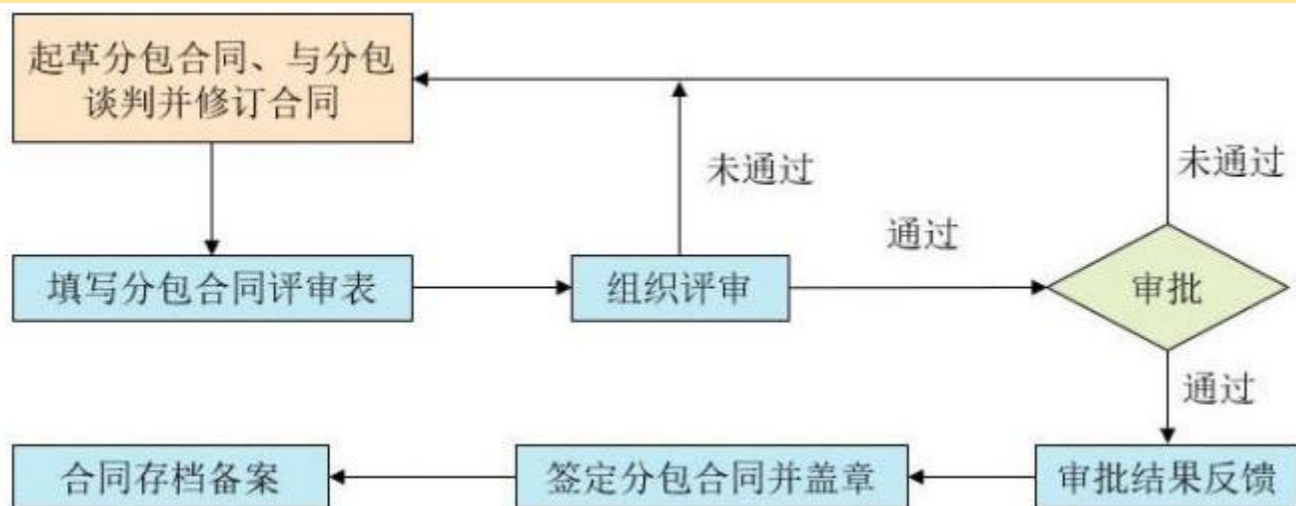 起草分包合同、与分包
谈判并修订合同
未通过
未通过
通过
填写分包合同评审表
组织评审
审批
通过
合同存档备案
签定分包合同并盖章
审批结果反馈